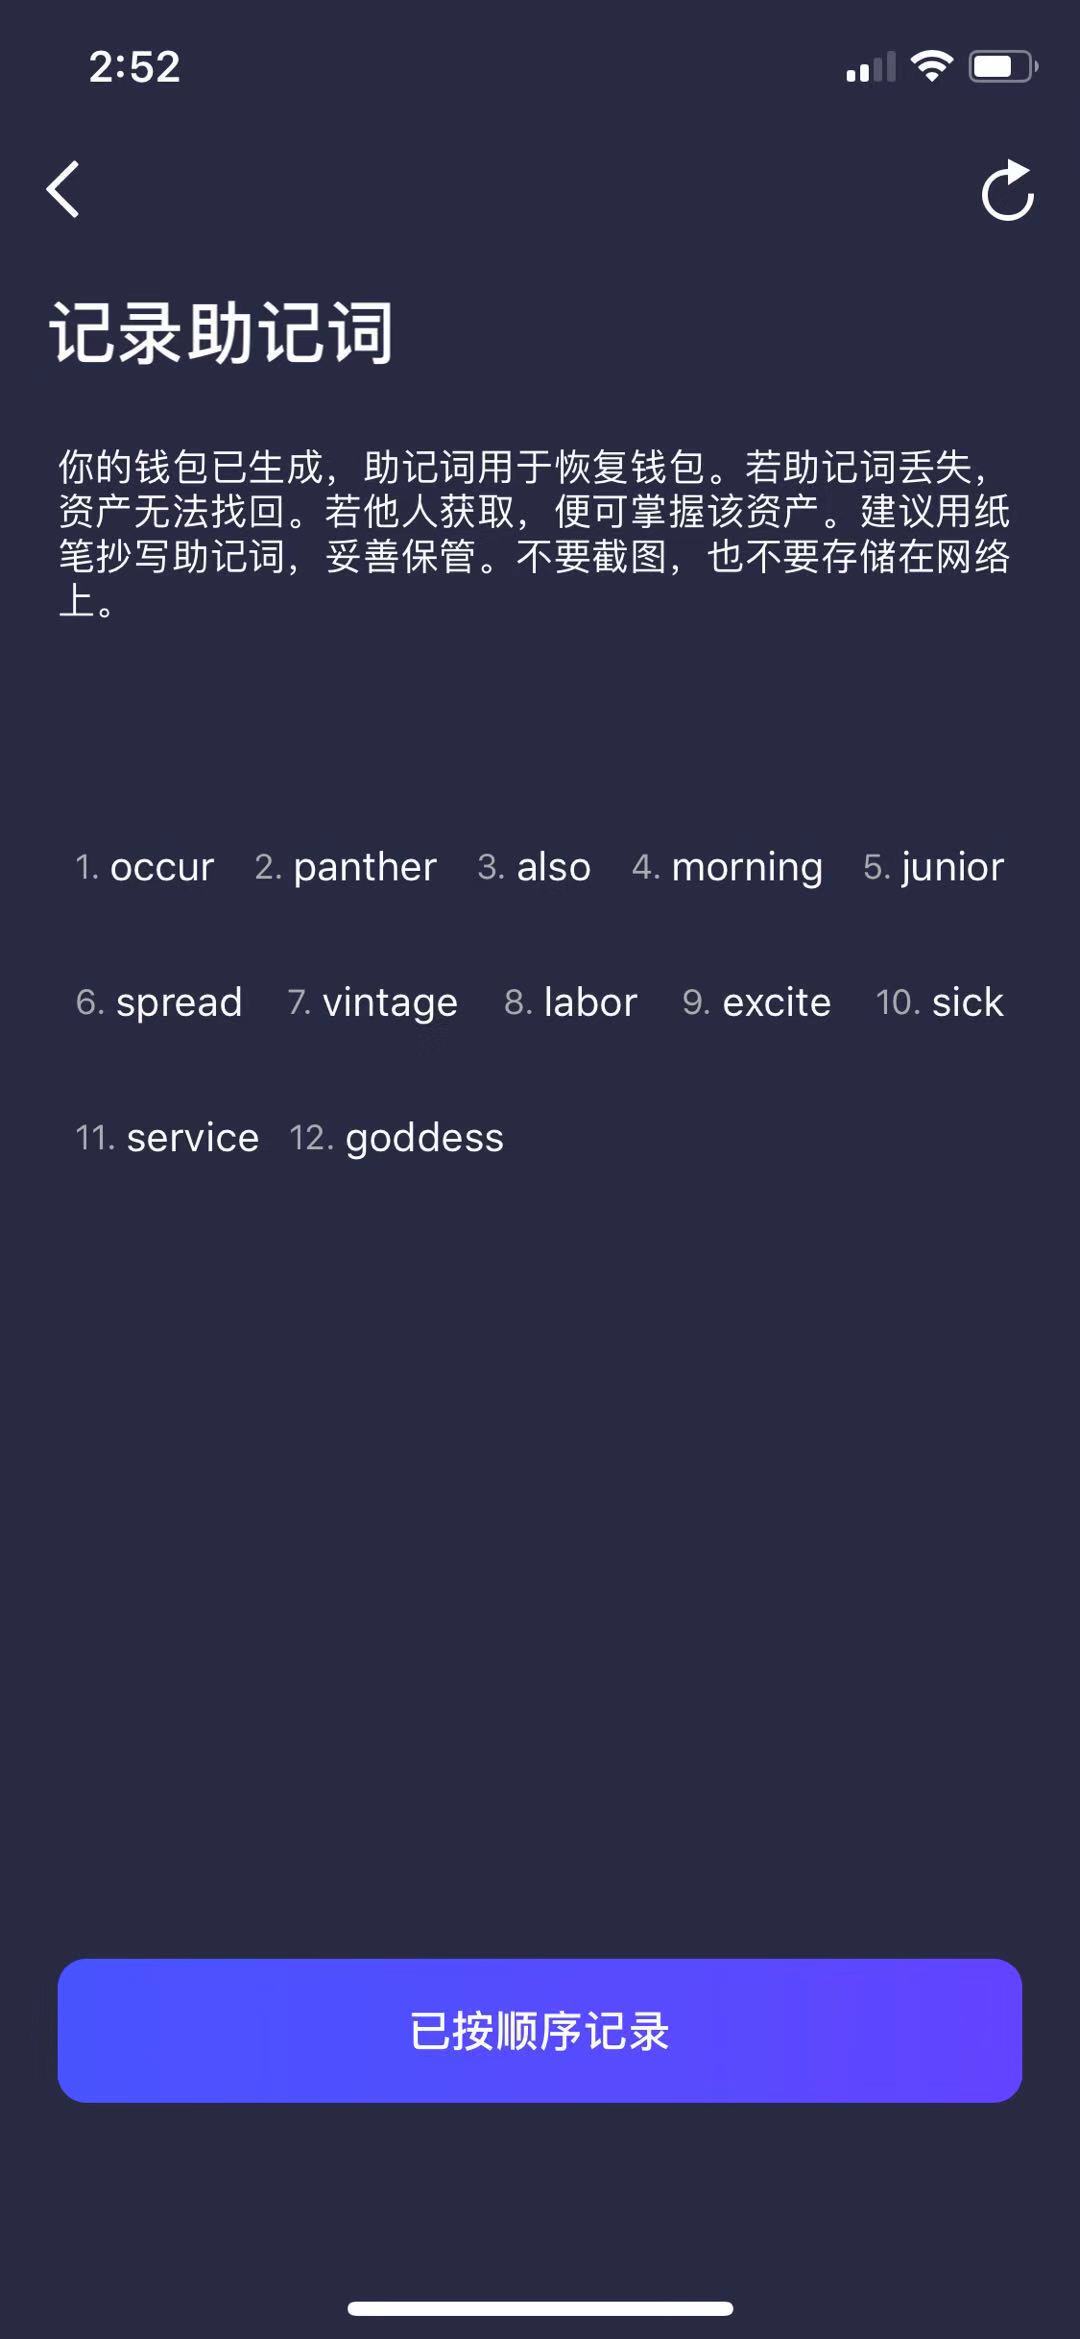 2:52
记录助记词
你的钱包已生成，助记词用于恢复钱包。若助记词丢失，
资产无法找回。若他人获取，便可掌握该资产。建议用纸
笔抄写助记词，妥善保管。不要截图，也不要存储在网络
上。
1. occur 2. panther 3. also 4. morning 5. junior
6. spread 7. vintage 8. labor 9. excite 10. sick
11. service 12. goddess
已按顺序记录